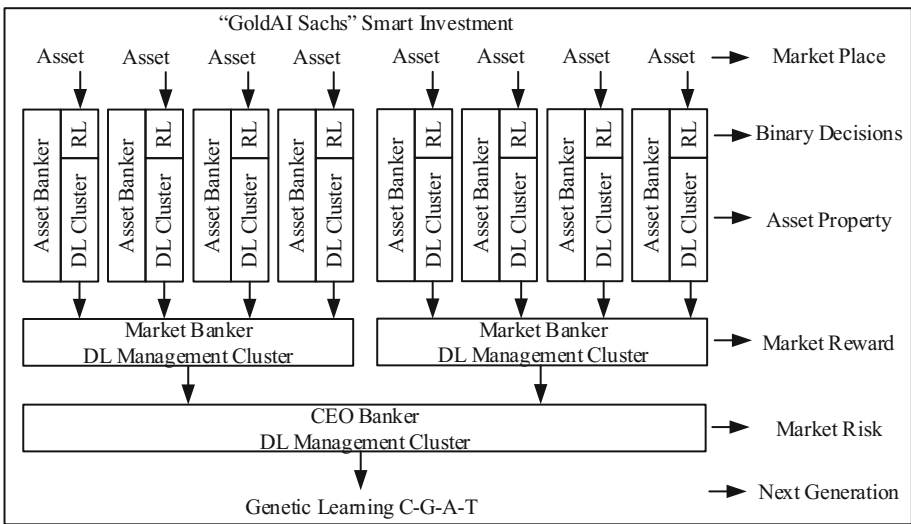 “GoldAI Sachs” Smart Investment
Asset Asset Asset Asset Asset Asset Asset Asset Market Place
Asset Banker RL DL Cluster Asset Banker RL DL Cluster Asset Banker RL DL Cluster Asset Banker RL DL Cluster Asset Banker RL DL Cluster Asset Banker RL DL Cluster Asset Banker RL DL Cluster Asset Banker RL DL Cluster
Binary Decisions
Asset Property
Market Banker
DL Management Cluster
Market Banker
DL Management Cluster
Market Reward
CEO Banker
DL Management Cluster
Market Risk
Genetic Learning C-G-A-T
Next Generation